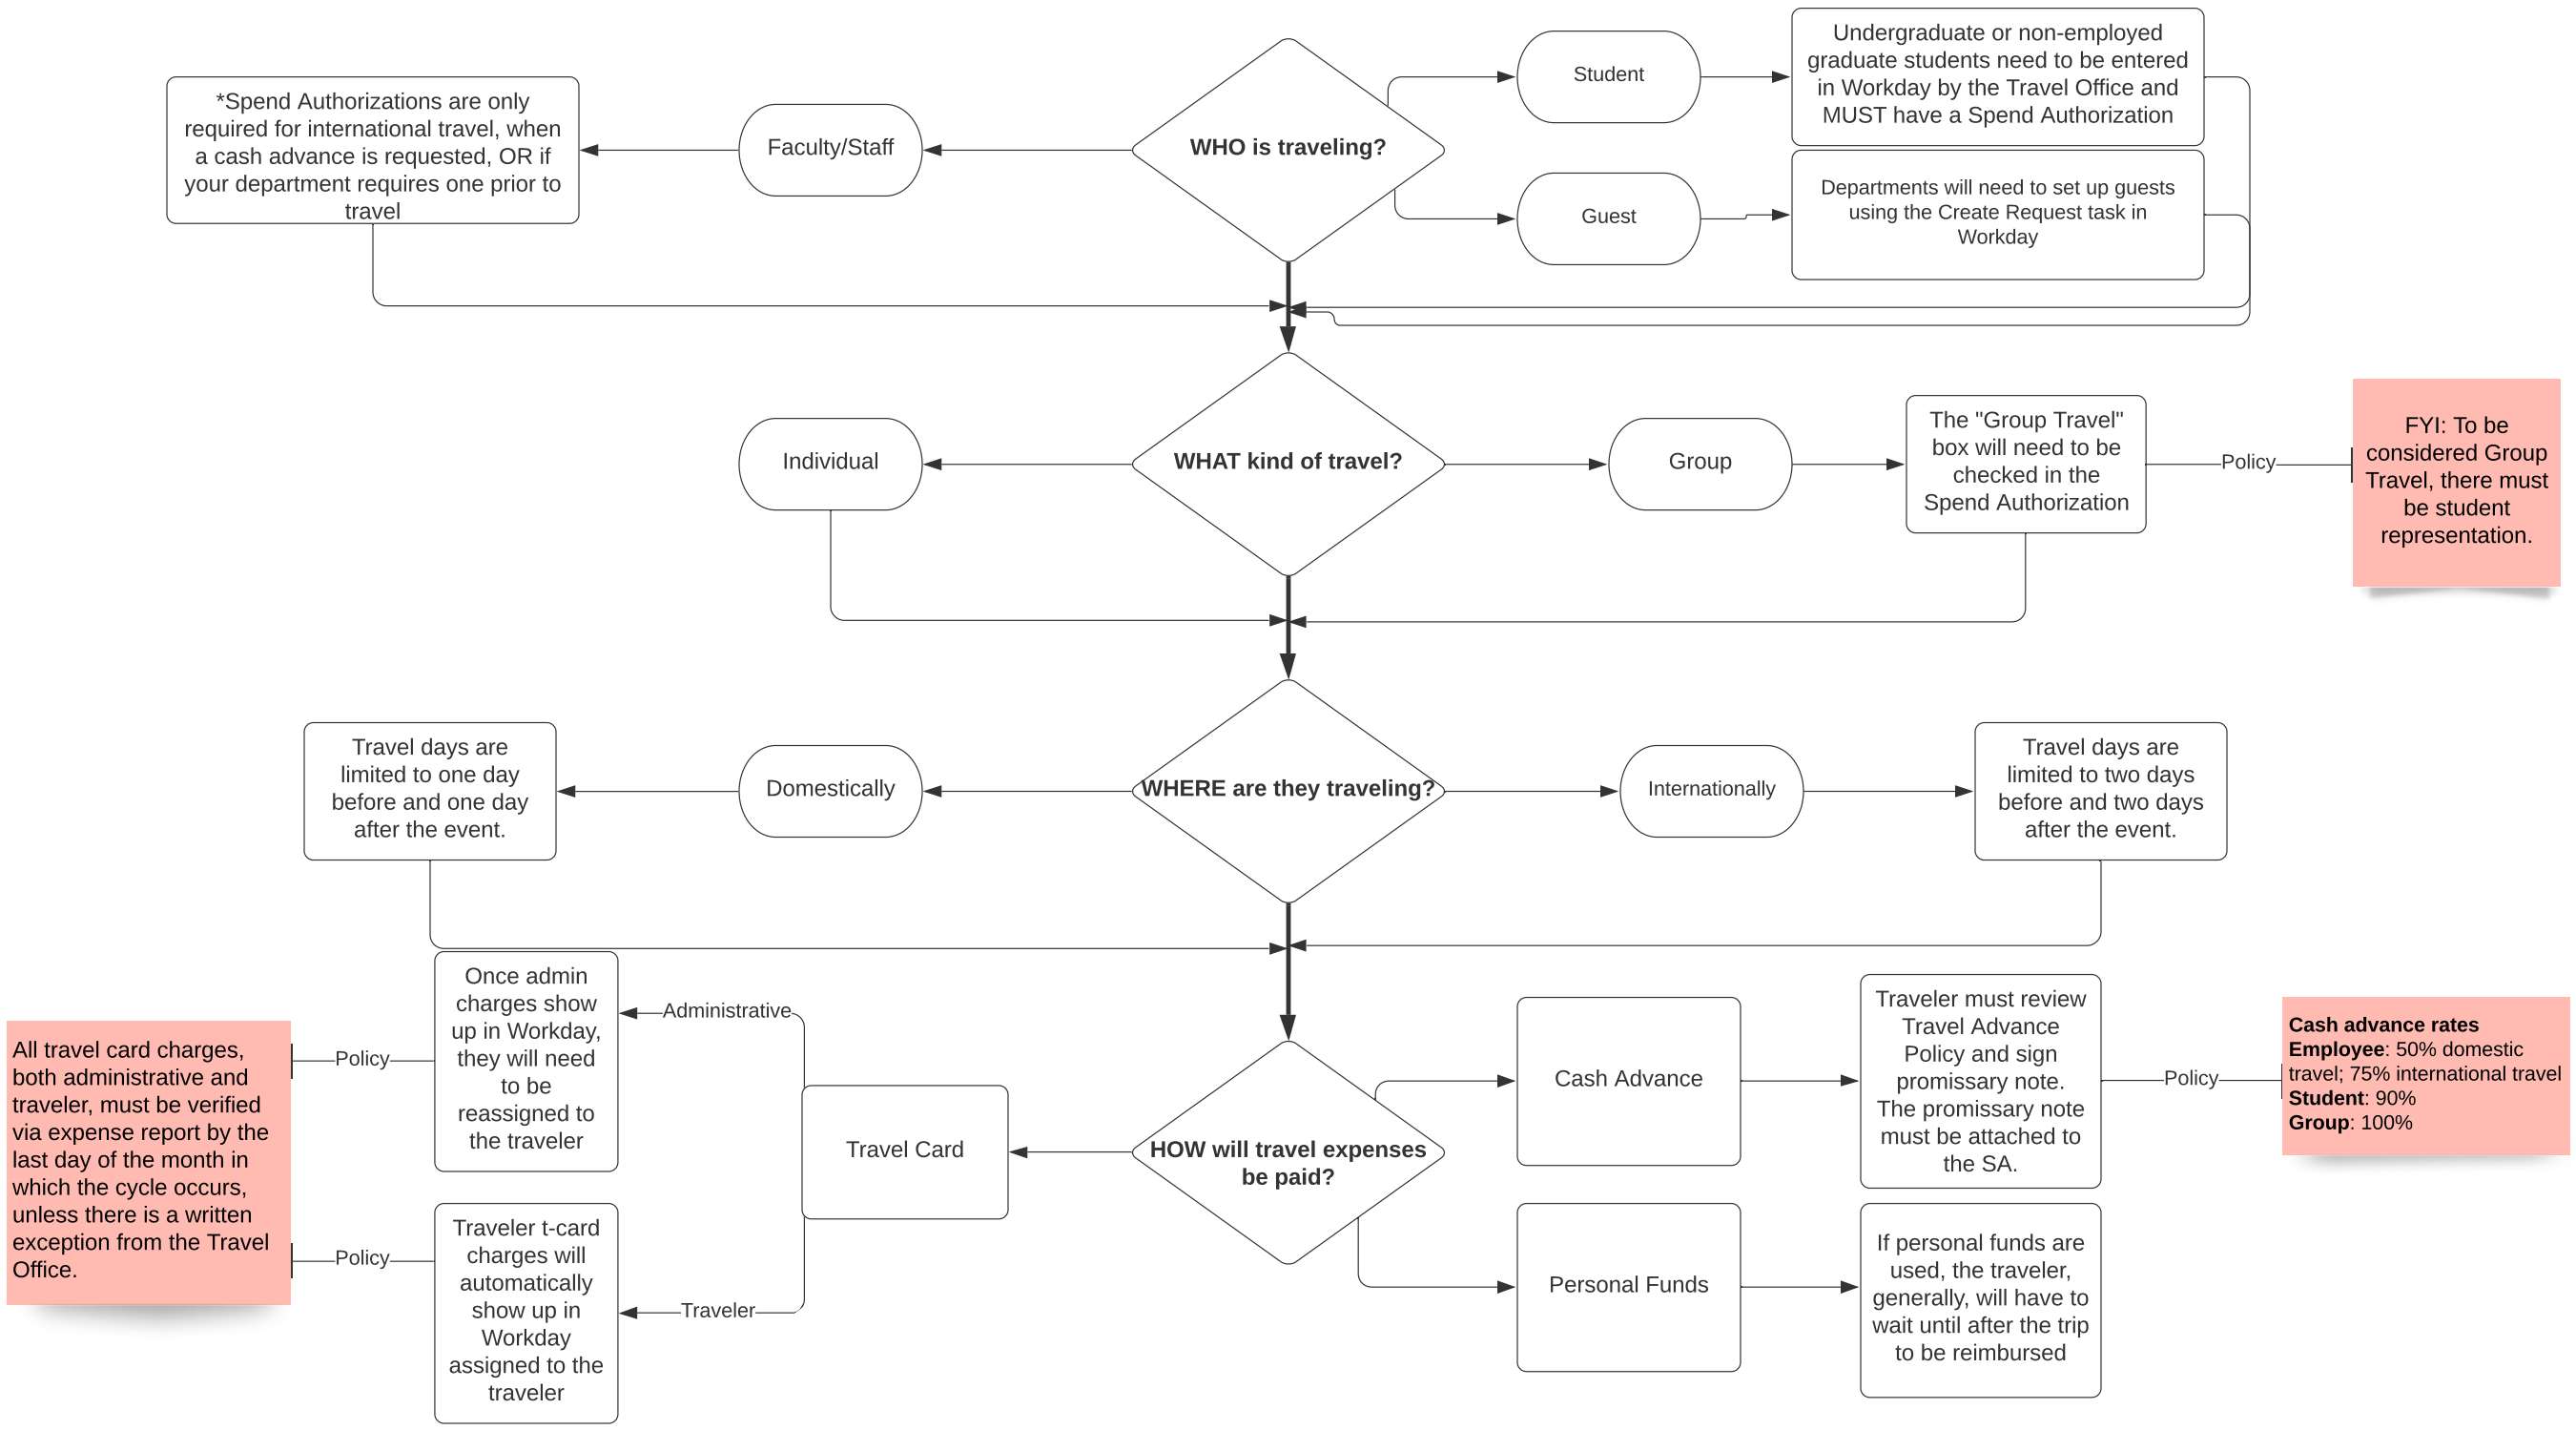 WHO is traveling?
Faculty/Staff
*Spend Authorizations are only
required for international travel, when
a cash advance is requested, OR if
your department requires one prior to
travel
Student
Undergraduate or non-employed
graduate students need to be entered
in Workday by the Travel Office and
MUST have a Spend Authorization
Guest
Departments will need to set up guests
using the Create Request task in
Workday
WHAT kind of travel?
Individual
Group
The "Group Travel"
box will need to be
checked in the
Spend Authorization
Policy
FYI: To be
considered Group
Travel, there must
be student
representation.
WHERE are they traveling?
Domestically
Travel days are
limited to one day
before and one day
after the event.
Internationally
Travel days are
limited to two days
before and two days
after the event.
HOW will travel expenses
be paid?
Travel Card
Administrative
Once admin
charges show
up in Workday,
they will need
to be
reassigned to
the traveler
Policy
Traveler
Traveler t-card
charges will
automatically
show up in
Workday
assigned to the
traveler
Policy
All travel card charges,
both administrative and
traveler, must be verified
via expense report by the
last day of the month in
which the cycle occurs,
unless there is a written
exception from the Travel
Office.
Cash Advance
Traveler must review
Travel Advance
Policy and sign
promissary note.
The promissary note
must be attached to
the SA.
Policy
Cash advance rates
Employee: 50% domestic
travel; 75% international travel
Student: 90%
Group: 100%
Personal Funds
If personal funds are
used, the traveler,
generally, will have to
wait until after the trip
to be reimbursed